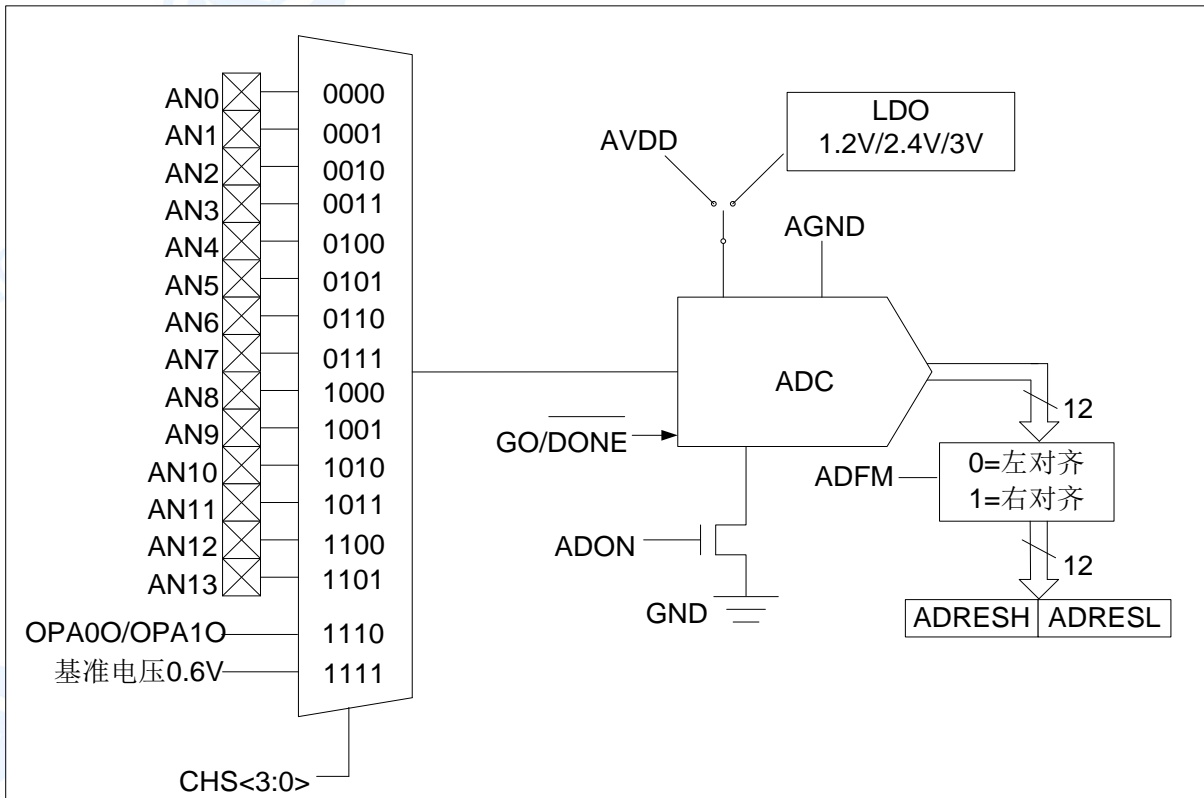 AN0 0000
AN1 0001
AN2 0010
AN3 0011
AN4 0100
AN5 0101
AN6 0110
AN7 0111
AN8 1000
AN9 1001
AN10 1010
AN11 1011
AN12 1100
AN13 1101
OPA0O/OPA1O 1110
基准电压0.6V 1111
CHS<3:0>
AVDD
LDO
1.2V/2.4V/3V
AGND
ADC
GO/DONE
ADON
GND
12
ADFM
0=左对齐
1=右对齐
12
ADRESH ADRESL